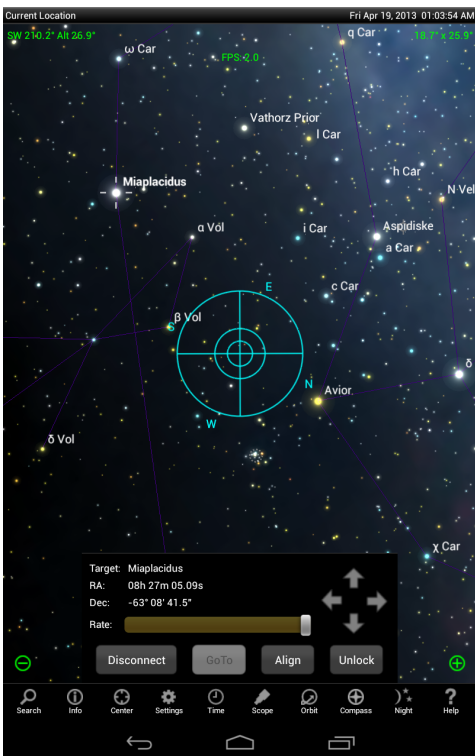 Current Location Fri Apr 19, 2013 01:03:54 AM
SW 210.2° Alt 26.9° 18.7° x 25.9°
q Car
ω Car
FPS: 2.0
Vathorz Prior
l Car
h Car
Miaplacidus
N Vel
α Vol
i Car
Aspidiske
a Car
E
c Car
β Vol
S
N
Avior
δ
W
δ Vol
χ Car
Target: Miaplacidus
RA: 08h 27m 05.09s
Dec: -63° 08' 41.5"
Rate:
Disconnect GoTo Align Unlock
Search Info Center Settings Time Scope Orbit Compass Night Help